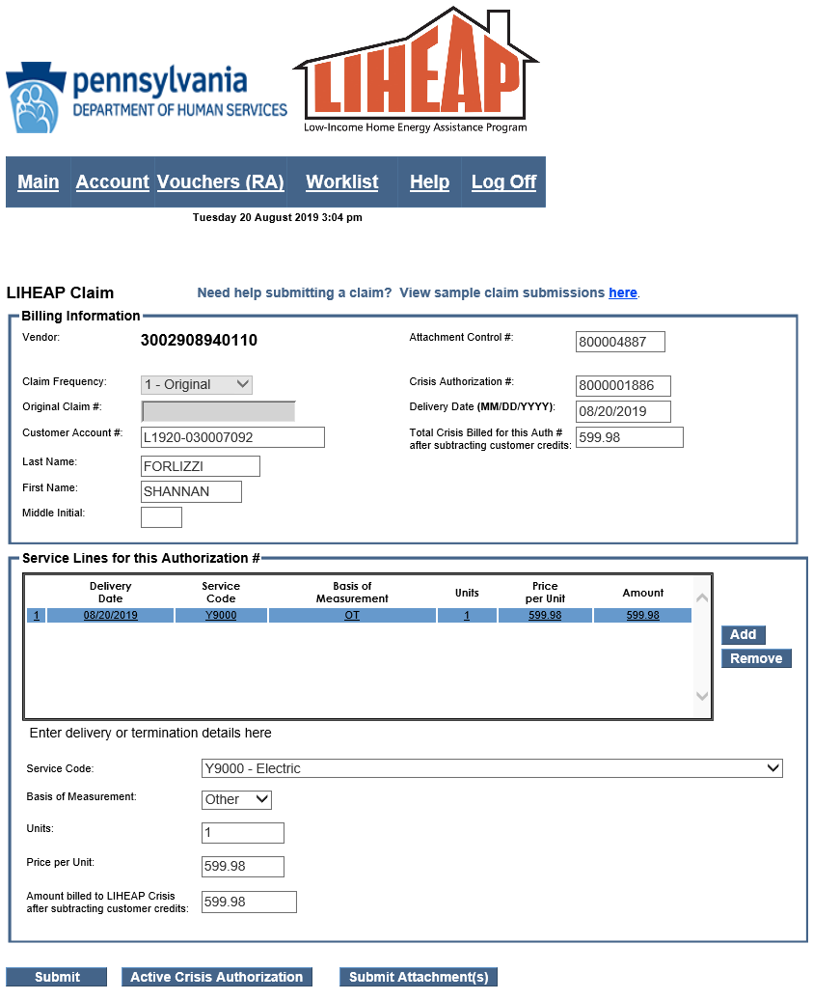 pennsylvania
DEPARTMENT OF HUMAN SERVICES
LIHEAP
Low-Income Home Energy Assistance Program
Main Account Vouchers (RA) Worklist Help Log Off
Tuesday 20 August 2019 3:04 pm
LIHEAP Claim Need help submitting a claim? View sample claim submissions here.
Billing Information
Vendor: 3002908940110 Attachment Control #: 800004887
Claim Frequency: 1 - Original Crisis Authorization #: 8000001886
Original Claim #: Delivery Date (MM/DD/YYYY): 08/20/2019
Customer Account #: L1920-030007092 Total Crisis Billed for this Auth #
after subtracting customer credits: 599.98
Last Name: FORLIZZI
First Name: SHANNAN
Middle Initial:
Service Lines for this Authorization #
Delivery Date Service Code Basis of Measurement Units Price per Unit Amount
1 08/20/2019 Y9000 OT 1 599.98 599.98
Add
Remove
Enter delivery or termination details here
Service Code: Y9000 - Electric
Basis of Measurement: Other
Units: 1
Price per Unit: 599.98
Amount billed to LIHEAP Crisis
after subtracting customer credits: 599.98
Submit Active Crisis Authorization Submit Attachment(s)